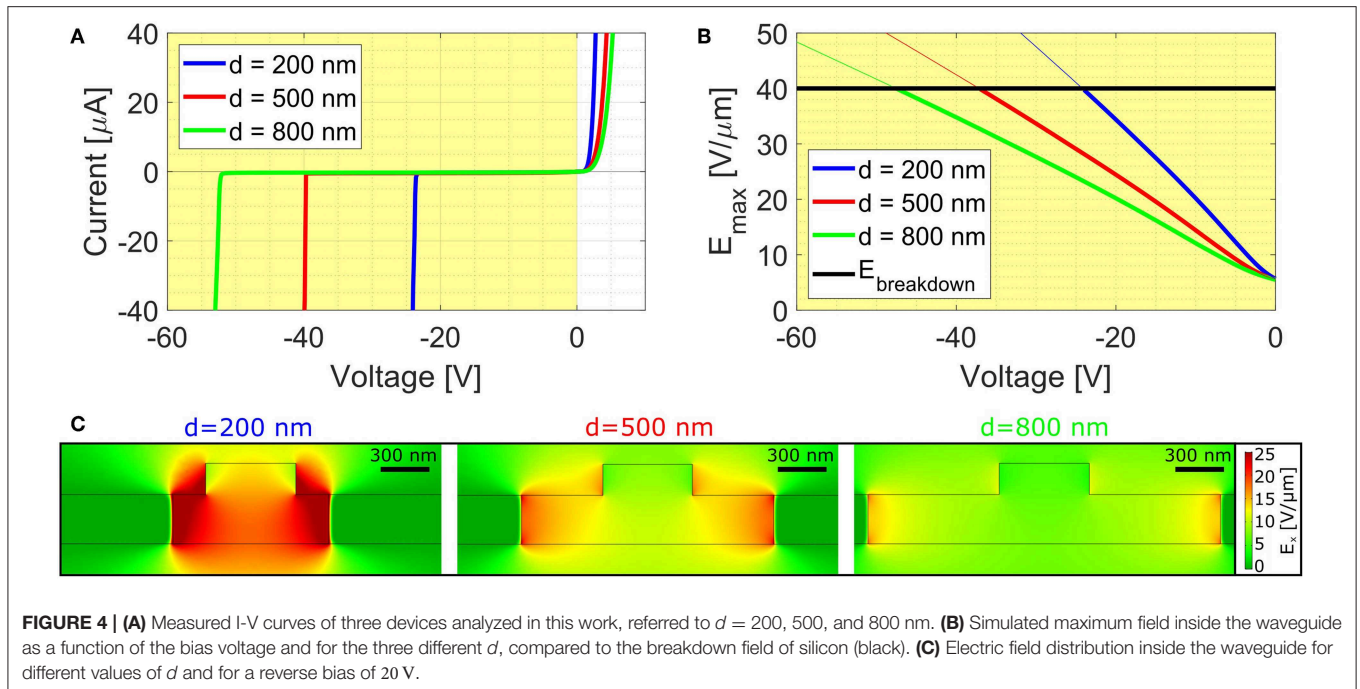 A
40
20
0
-20
-40
Current [μA]
d = 200 nm
d = 500 nm
d = 800 nm
-60
-40
-20
0
Voltage [V]
B
50
40
30
20
10
0
E_max [V/μm]
d = 200 nm
d = 500 nm
d = 800 nm
E_breakdown
-60
-40
-20
0
Voltage [V]
C
d=200 nm
d=500 nm
d=800 nm
300 nm
300 nm
300 nm
25
20
15
10
5
0
E_x [V/μm]
FIGURE 4 | (A) Measured I-V curves of three devices analyzed in this work, referred to d = 200, 500, and 800 nm. (B) Simulated maximum field inside the waveguide
as a function of the bias voltage and for the three different d, compared to the breakdown field of silicon (black). (C) Electric field distribution inside the waveguide for
different values of d and for a reverse bias of 20 V.